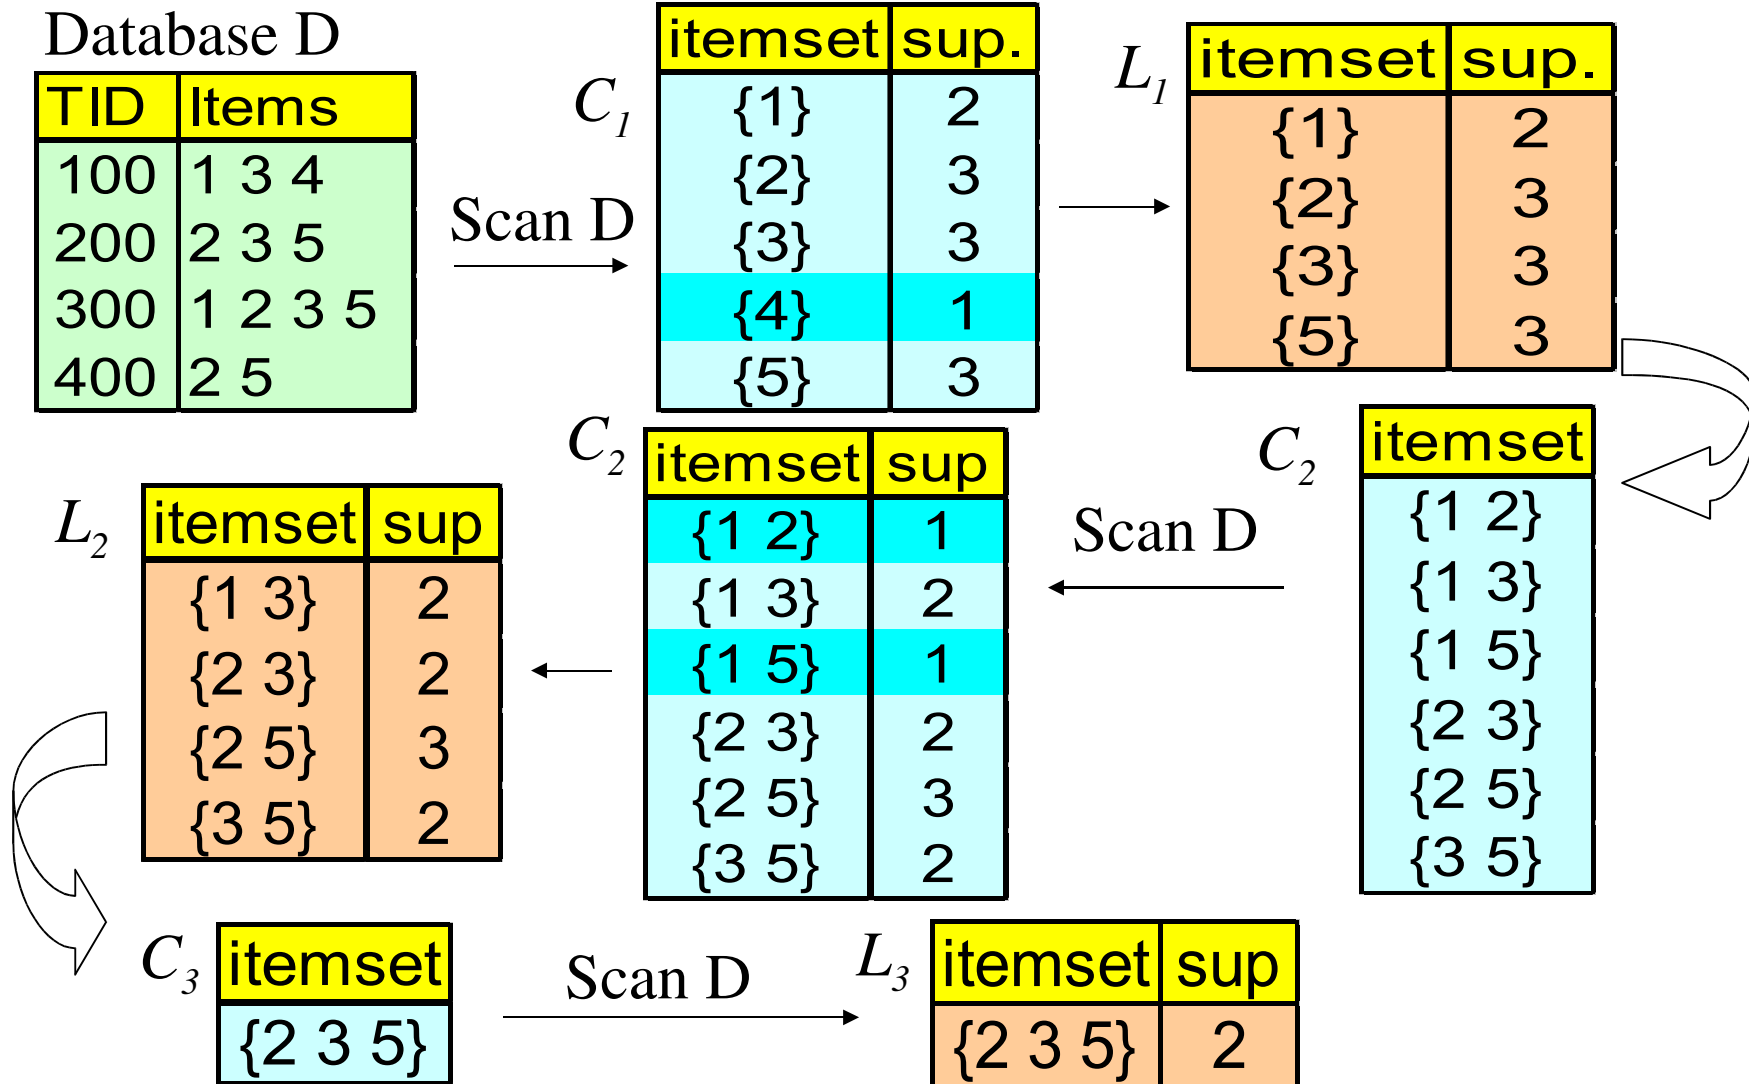 Database D
TID Items
100 1 3 4
200 2 3 5
300 1 2 3 5
400 2 5
Scan D
C1
itemset sup.
{1} 2
{2} 3
{3} 3
{4} 1
{5} 3
L1
itemset sup.
{1} 2
{2} 3
{3} 3
{5} 3
C2
itemset
{1 2}
{1 3}
{1 5}
{2 3}
{2 5}
{3 5}
Scan D
C2
itemset sup
{1 2} 1
{1 3} 2
{1 5} 1
{2 3} 2
{2 5} 3
{3 5} 2
L2
itemset sup
{1 3} 2
{2 3} 2
{2 5} 3
{3 5} 2
C3
itemset
{2 3 5}
Scan D
L3
itemset sup
{2 3 5} 2